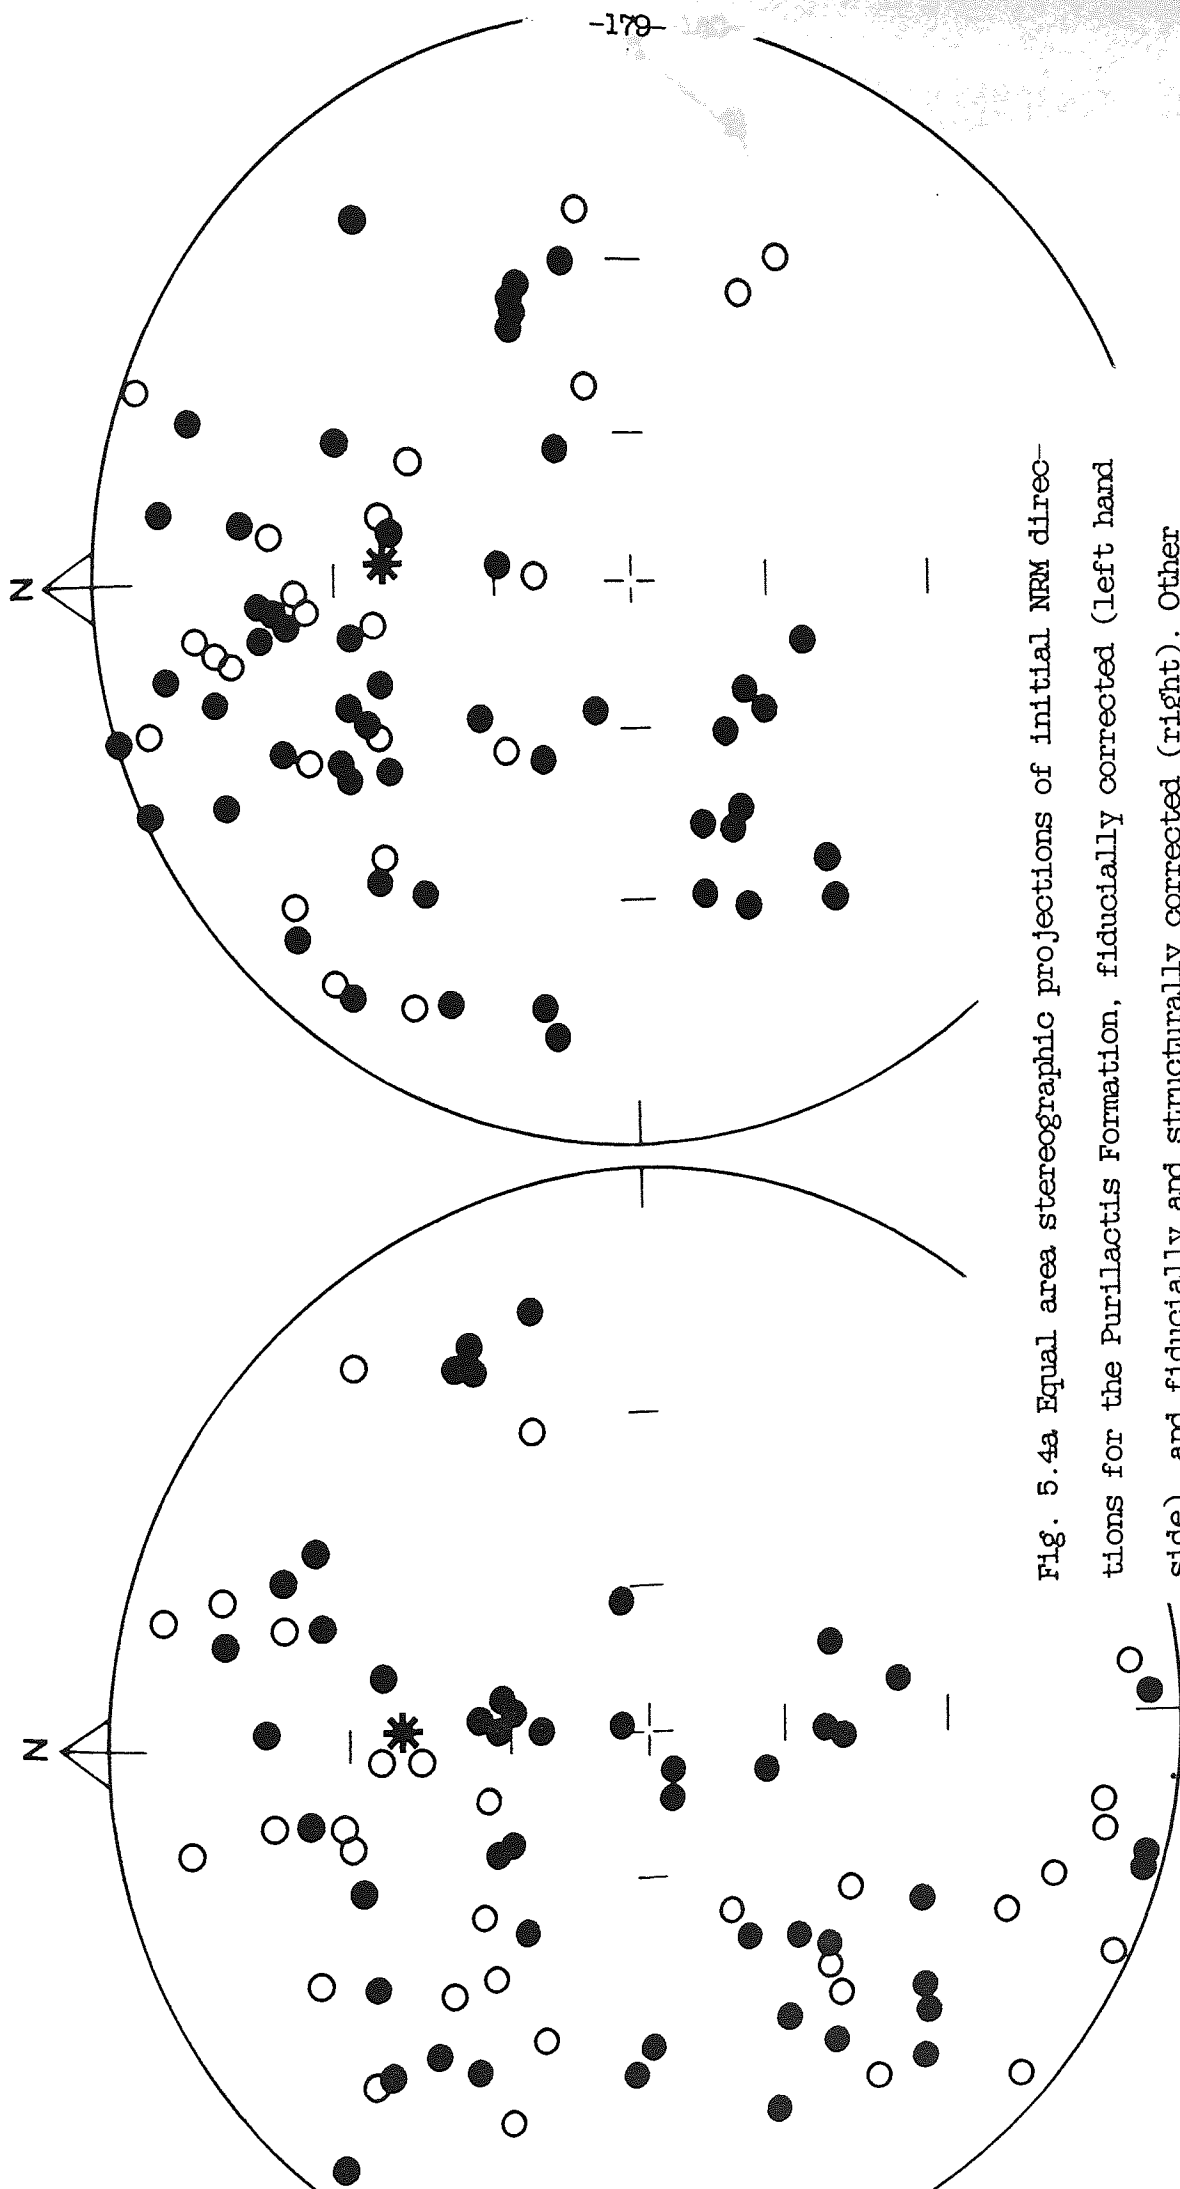 -179-
N
N
Fig. 5.4a Equal area stereographic projections of initial NRM direc-
tions for the Purilactis Formation, fiducially corrected (left hand
side), and fiducially and structurally corrected (right). Other